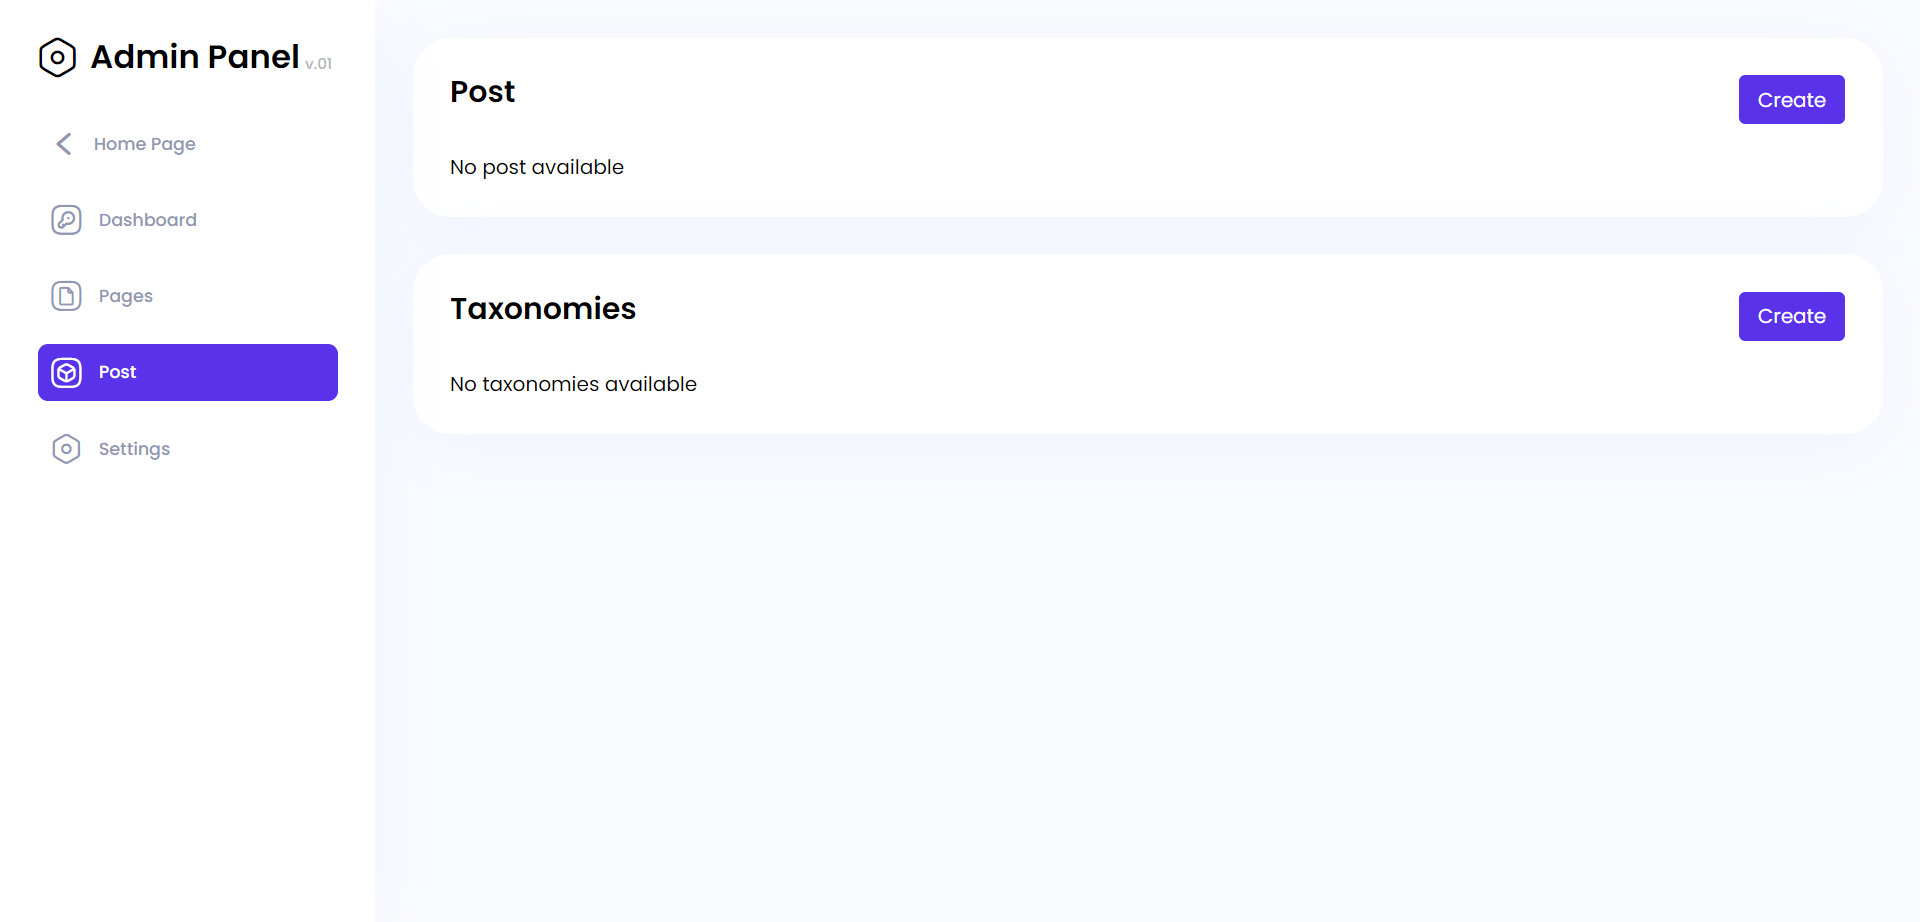 Admin Panel v.01
Home Page
Dashboard
Pages
Post
Settings
Post
Create
No post available
Taxonomies
Create
No taxonomies available